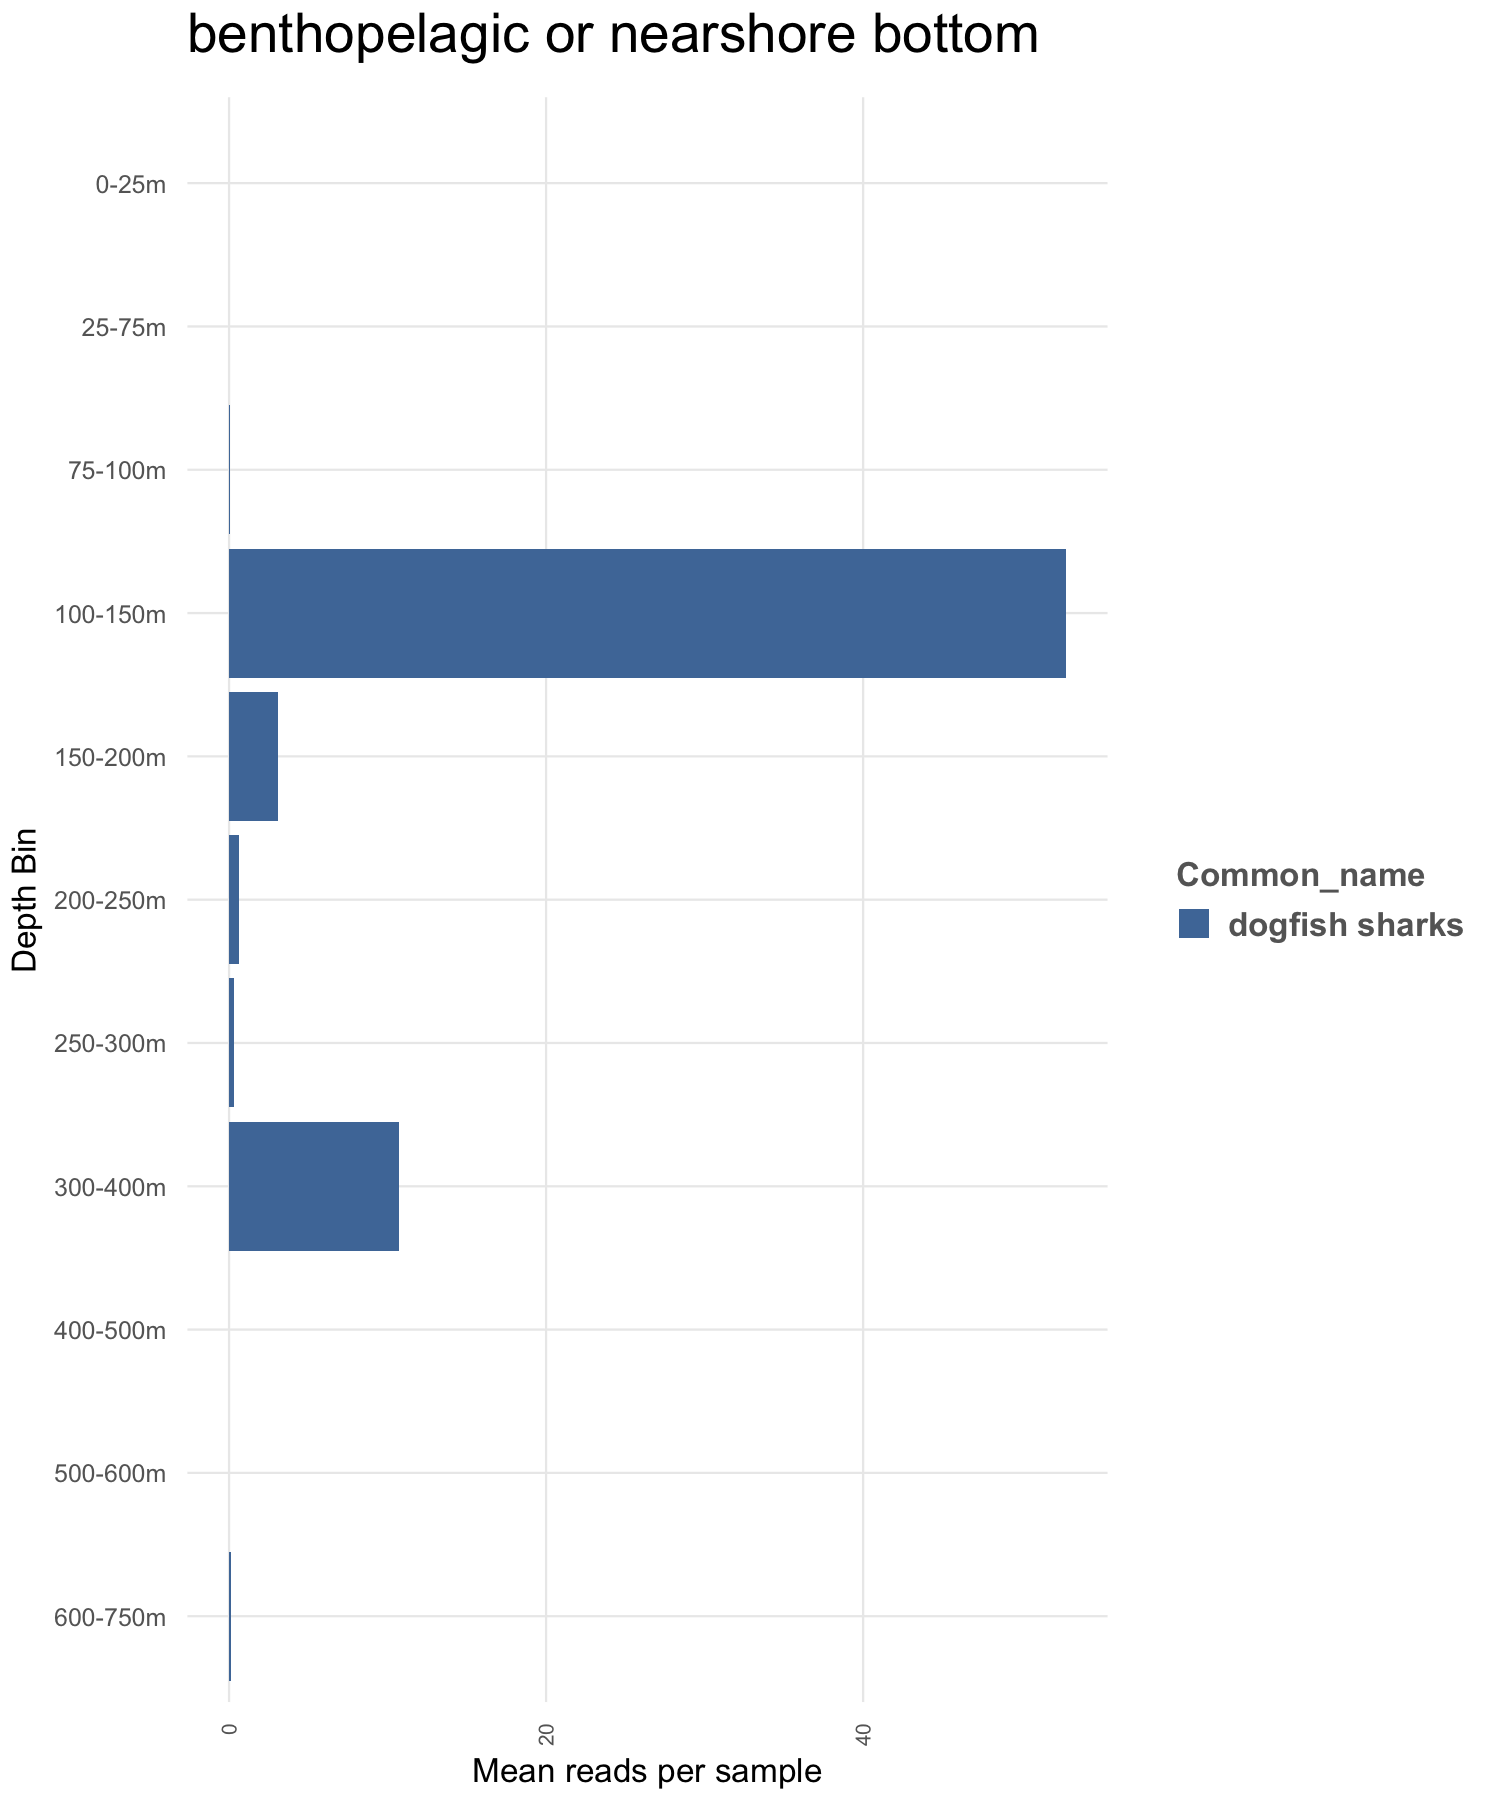 benthopelagic or nearshore bottom
0-25m
25-75m
75-100m
100-150m
150-200m
200-250m
250-300m
300-400m
400-500m
500-600m
600-750m
Depth Bin
0
20
40
Mean reads per sample
Common_name
dogfish sharks